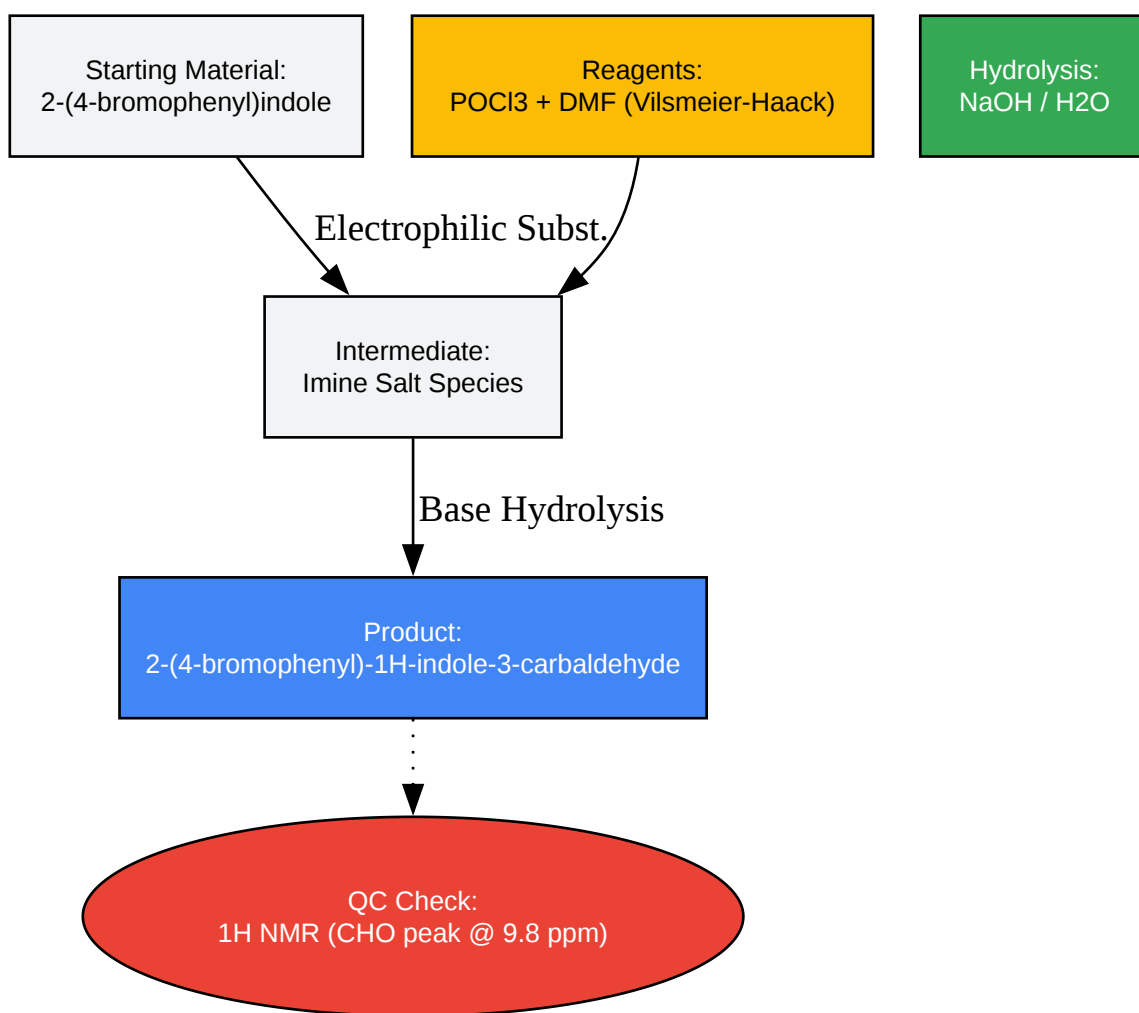 Starting Material:
2-(4-bromophenyl)indole
Reagents:
POCl3 + DMF (Vilsmeier-Haack)
Hydrolysis:
NaOH / H2O
Electrophilic Subst.
Intermediate:
Imine Salt Species
Base Hydrolysis
Product:
2-(4-bromophenyl)-1H-indole-3-carbaldehyde
QC Check:
1H NMR (CHO peak @ 9.8 ppm)